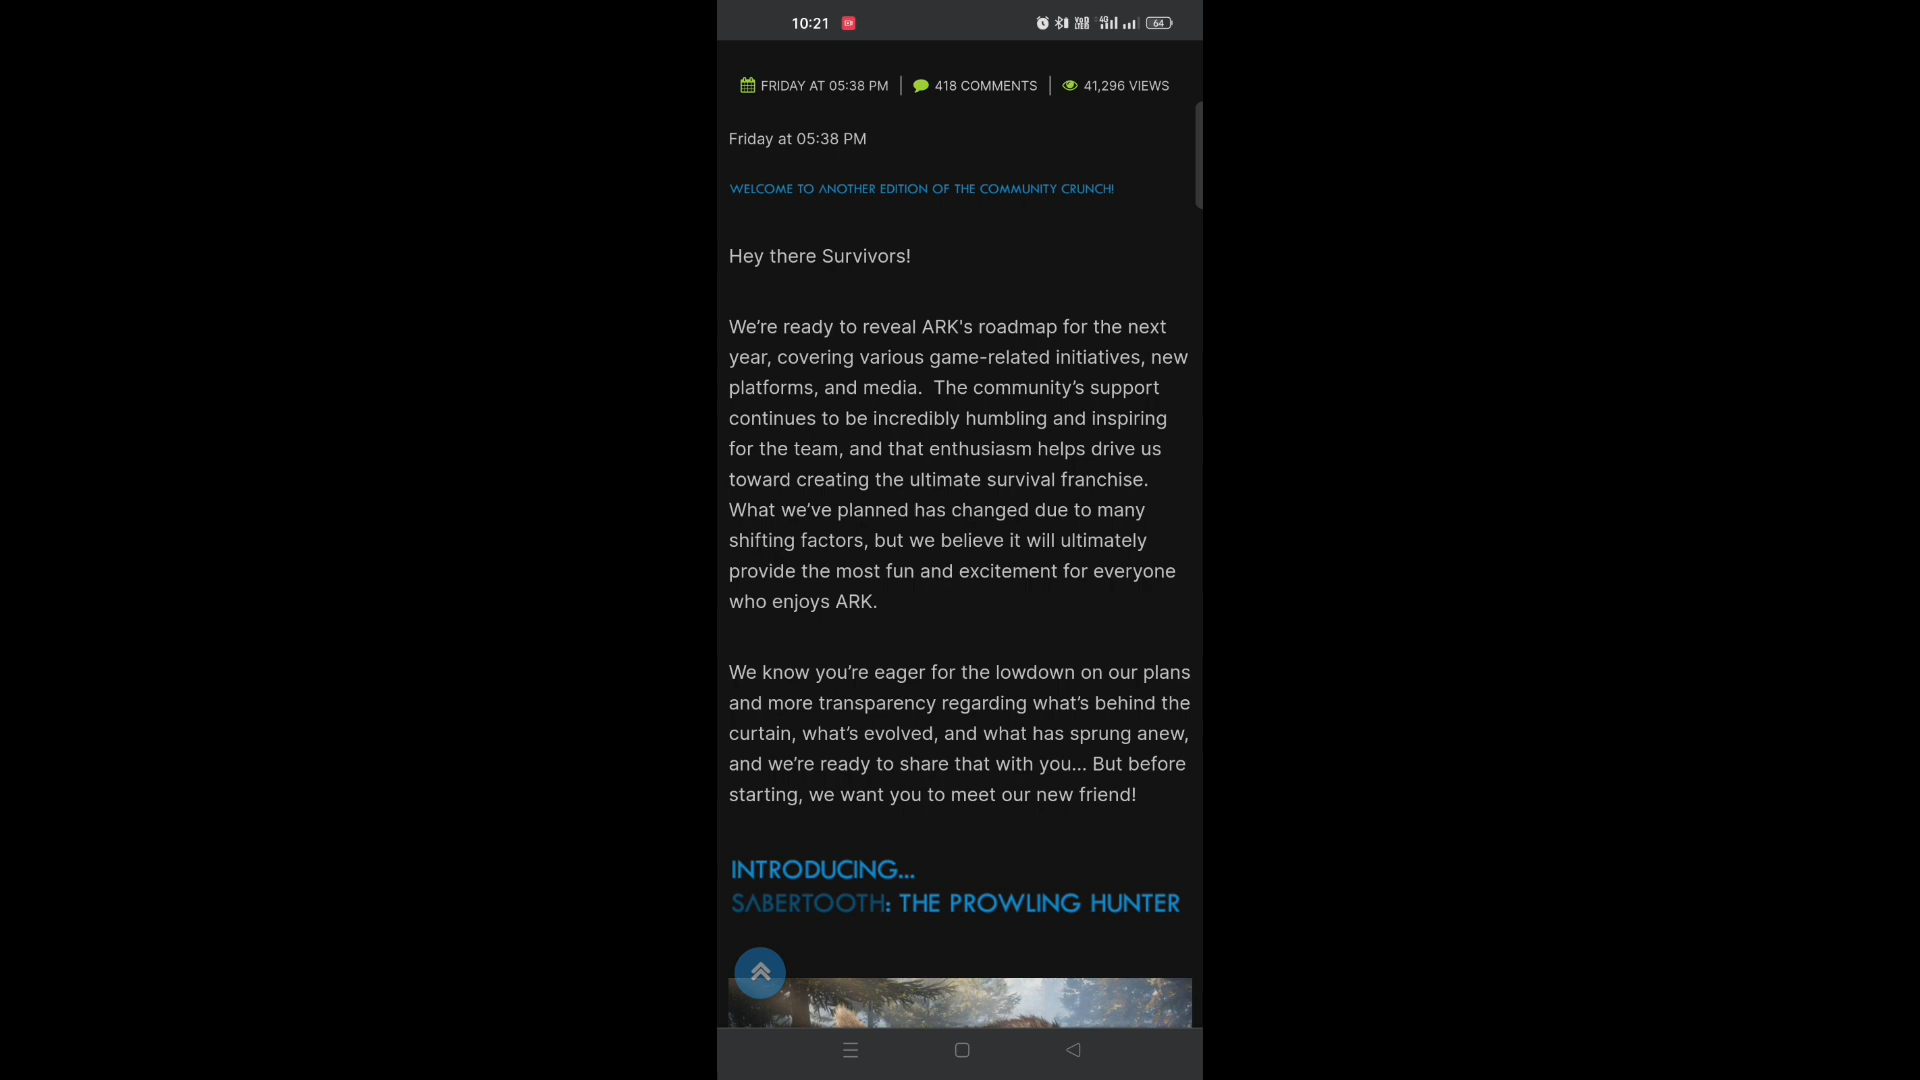 10:21
VoD LTE 4G 64
FRIDAY AT 05:38 PM | 418 COMMENTS | 41,296 VIEWS
Friday at 05:38 PM
WELCOME TO ANOTHER EDITION OF THE COMMUNITY CRUNCH!
Hey there Survivors!
We’re ready to reveal ARK's roadmap for the next
year, covering various game-related initiatives, new
platforms, and media.  The community’s support
continues to be incredibly humbling and inspiring
for the team, and that enthusiasm helps drive us
toward creating the ultimate survival franchise.
What we’ve planned has changed due to many
shifting factors, but we believe it will ultimately
provide the most fun and excitement for everyone
who enjoys ARK.
We know you’re eager for the lowdown on our plans
and more transparency regarding what’s behind the
curtain, what’s evolved, and what has sprung anew,
and we’re ready to share that with you... But before
starting, we want you to meet our new friend!
INTRODUCING...
SABERTOOTH: THE PROWLING HUNTER